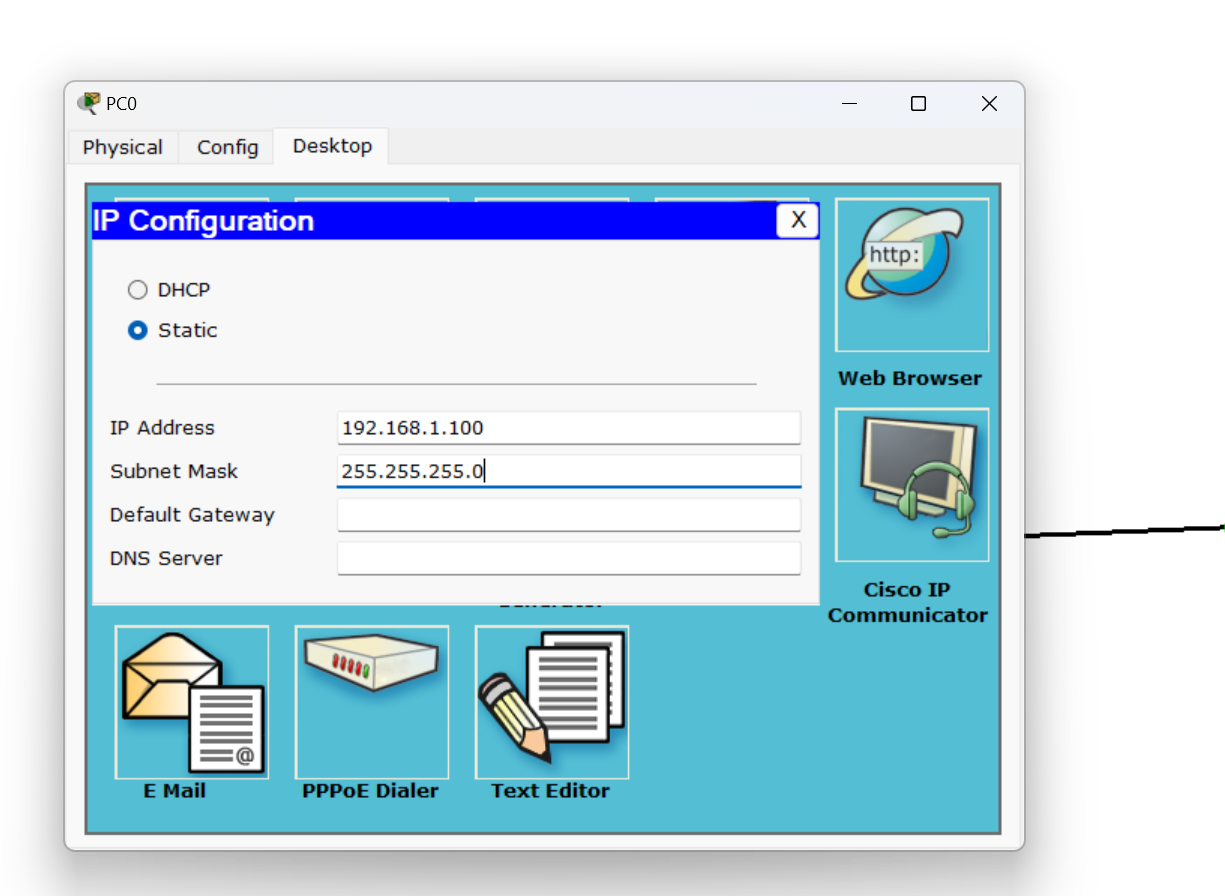 PC0
Physical
Config
Desktop
IP Configuration
X
DHCP
Static
IP Address
192.168.1.100
Subnet Mask
255.255.255.0
Default Gateway
DNS Server
http:
Web Browser
Cisco IP
Communicator
@
E Mail
PPPoE Dialer
Text Editor